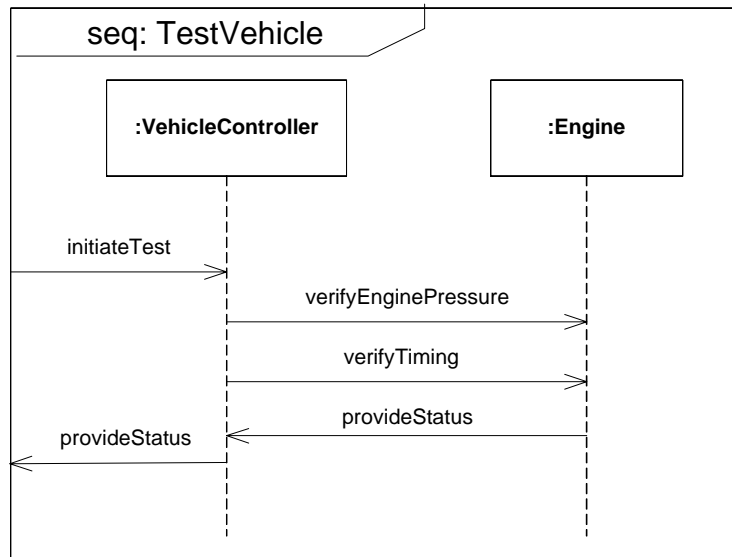 seq: TestVehicle
:VehicleController
:Engine
initiateTest
verifyEnginePressure
verifyTiming
provideStatus
provideStatus